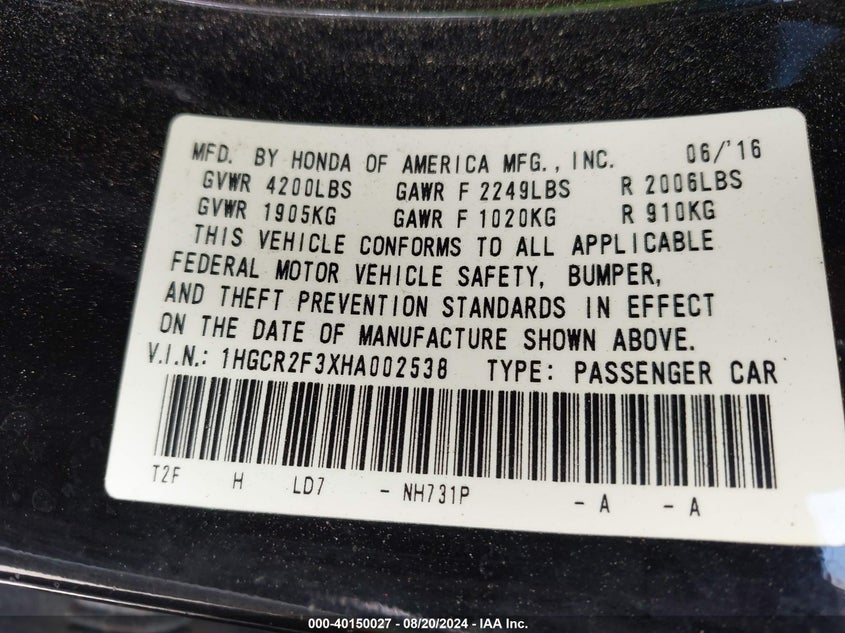 MFD. BY HONDA OF AMERICA MFG., INC. 06/'16
GVWR 4200LBS GAWR F 2249LBS R 2006LBS
GVWR 1905KG GAWR F 1020KG R 910KG
THIS VEHICLE CONFORMS TO ALL APPLICABLE
FEDERAL MOTOR VEHICLE SAFETY, BUMPER,
AND THEFT PREVENTION STANDARDS IN EFFECT
ON THE DATE OF MANUFACTURE SHOWN ABOVE.
V.I.N.: 1HGCR2F3XHA002538 TYPE: PASSENGER CAR
T2F H LD7 - NH731P - A - A
000-40150027 - 08/20/2024 - IAA Inc.